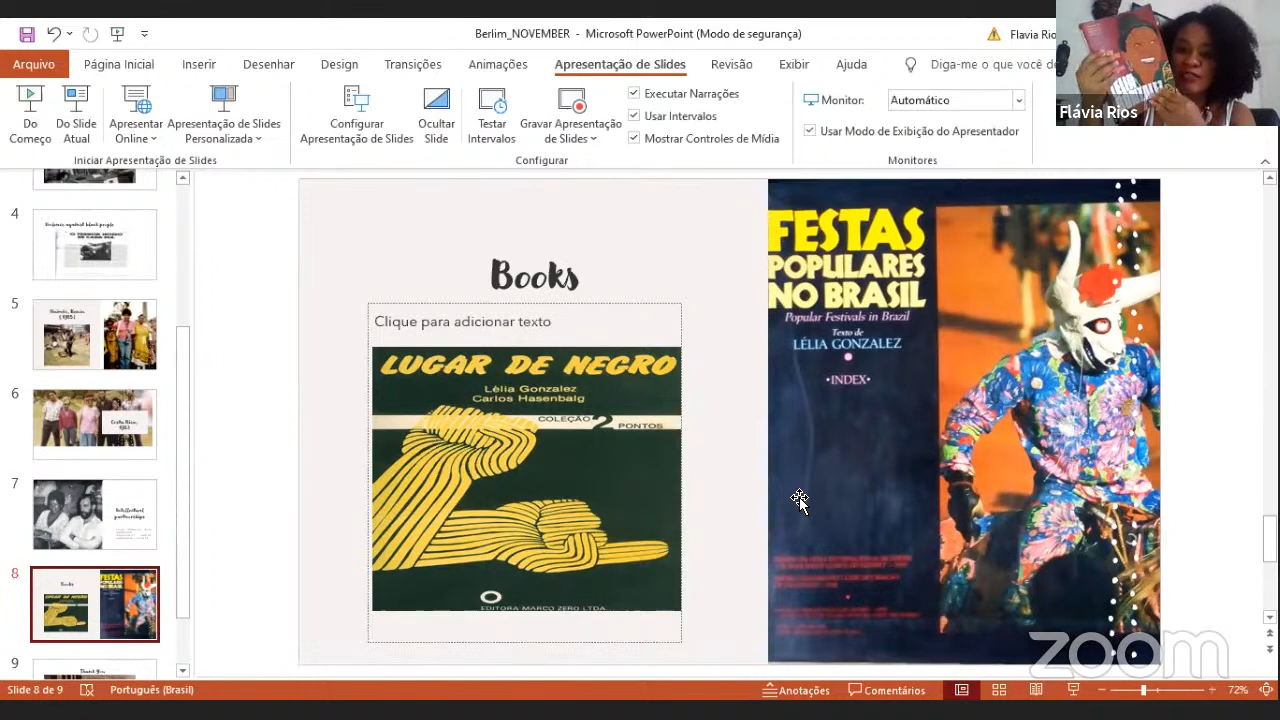 Berlim_NOVEMBER - Microsoft PowerPoint (Modo de segurança)
Flavia Rios
Arquivo
Página Inicial
Inserir
Desenhar
Design
Transições
Animações
Apresentação de Slides
Revisão
Exibir
Ajuda
Diga-me o que você
Flávia Rios
Do Começo
Do Slide Atual
Apresentar Online
Apresentação de Slides Personalizada
Configurar Apresentação de Slides
Ocultar Slide
Testar Intervalos
Gravar Apresentação de Slides
Executar Narrações
Usar Intervalos
Mostrar Controles de Mídia
Monitor:
Automático
Usar Modo de Exibição do Apresentador
Iniciar Apresentação de Slides
Configurar
Monitores
4
5
6
7
8
9
Books
Clique para adicionar texto
LUGAR DE NEGRO
Lélia Gonzalez
Carlos Hasenbalg
COLEÇÃO 2 PONTOS
EDITORA MARCO ZERO LTDA.
FESTAS
POPULARES
NO BRASIL
Popular Festivals in Brazil
Texto de
LÉLIA GONZALEZ
•INDEX•
zoom
Slide 8 de 9
Português (Brasil)
Anotações
Comentários
72%